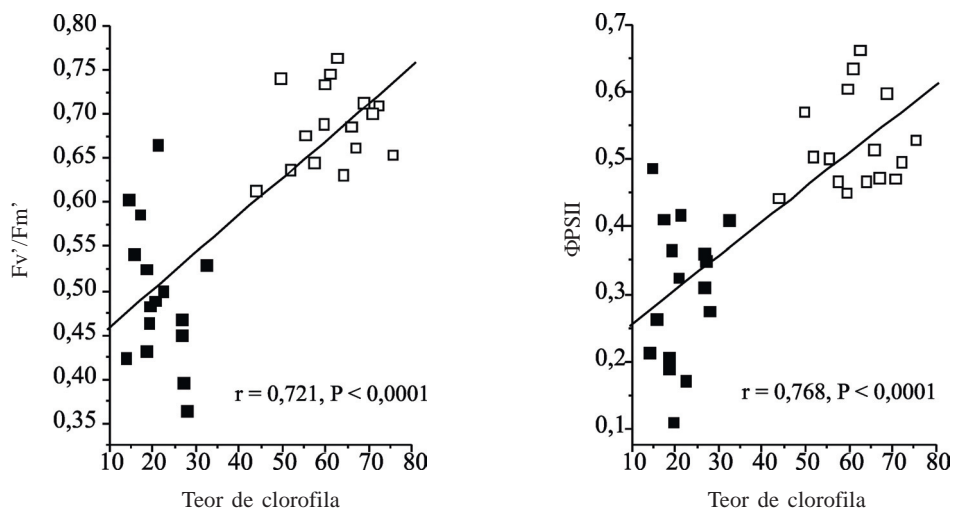 0,80
0,75
0,70
0,65
0,60
0,55
0,50
0,45
0,40
0,35
Fv’/Fm’
r = 0,721, P < 0,0001
10 20 30 40 50 60 70 80
Teor de clorofila
0,7
0,6
0,5
0,4
0,3
0,2
0,1
ΦPSII
r = 0,768, P < 0,0001
10 20 30 40 50 60 70 80
Teor de clorofila